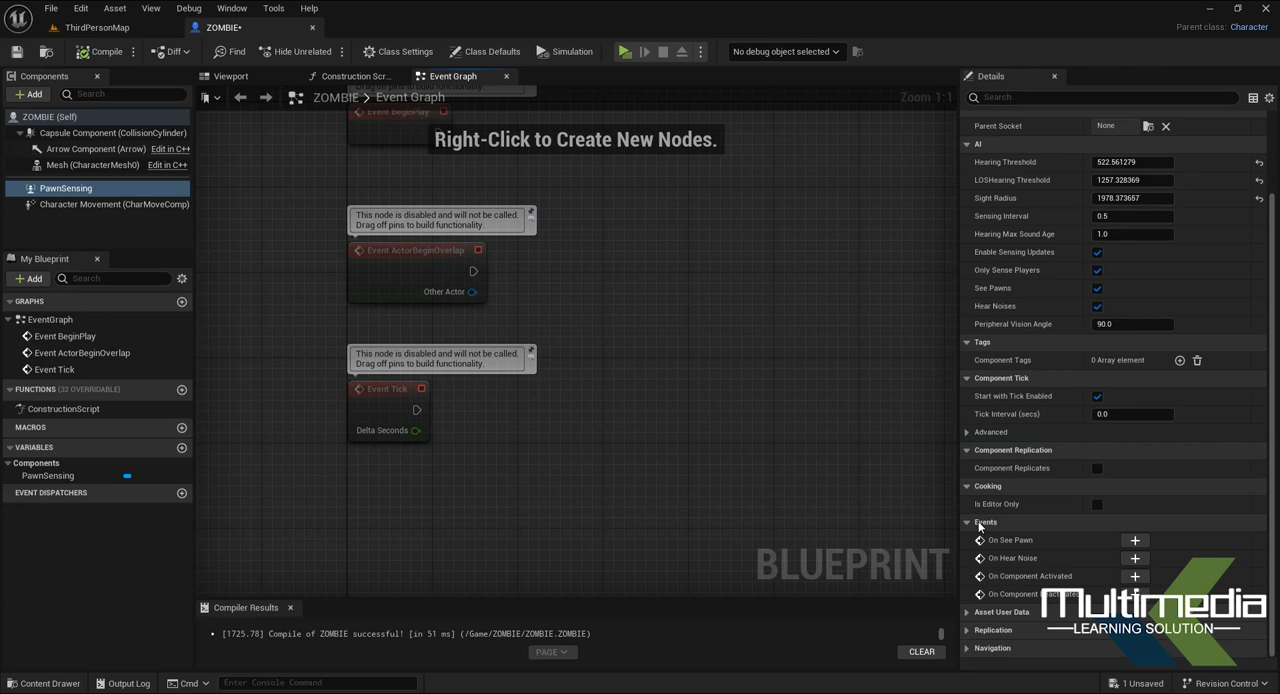 File Edit Asset View Debug Window Tools Help
ThirdPersonMap ZOMBIE* Parent class: Character
Compile Diff Find Hide Unrelated Class Settings Class Defaults Simulation No debug object selected
Components Viewport Construction Scr... Event Graph Details
Add Search ZOMBIE > Event Graph Zoom 1:1 Search
Drag off pins to build functionality.
Event BeginPlay
Right-Click to Create New Nodes.
ZOMBIE (Self)
Capsule Component (CollisionCylinder)
Arrow Component (Arrow) Edit in C++
Mesh (CharacterMesh0) Edit in C++
PawnSensing
Character Movement (CharMoveComp)
My Blueprint
Add Search
GRAPHS
EventGraph
Event BeginPlay
Event ActorBeginOverlap
Event Tick
FUNCTIONS (32 OVERRIDABLE)
ConstructionScript
MACROS
VARIABLES
Components
PawnSensing
EVENT DISPATCHERS
This node is disabled and will not be called.
Drag off pins to build functionality.
Event ActorBeginOverlap
Other Actor
This node is disabled and will not be called.
Drag off pins to build functionality.
Event Tick
Delta Seconds
BLUEPRINT
Compiler Results
[1725.78] Compile of ZOMBIE successful! [in 51 ms] (/Game/ZOMBIE/ZOMBIE.ZOMBIE)
PAGE CLEAR
Parent Socket None
AI
Hearing Threshold 522.561279
LOSHearing Threshold 1257.328369
Sight Radius 1978.373657
Sensing Interval 0.5
Hearing Max Sound Age 1.0
Enable Sensing Updates
Only Sense Players
See Pawns
Hear Noises
Peripheral Vision Angle 90.0
Tags
Component Tags 0 Array element
Component Tick
Start with Tick Enabled
Tick Interval (secs) 0.0
Advanced
Component Replication
Component Replicates
Cooking
Is Editor Only
Events
On See Pawn
On Hear Noise
On Component Activated
On Component
Asset User Data
Replication
Navigation
Multimedia
LEARNING SOLUTION
Content Drawer Output Log Cmd Enter Console Command 1 Unsaved Revision Control